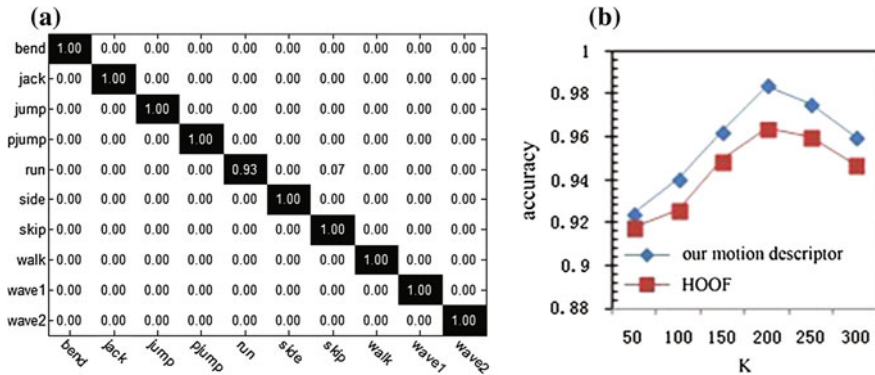 (a)
bend 1.00 0.00 0.00 0.00 0.00 0.00 0.00 0.00 0.00 0.00
jack 0.00 1.00 0.00 0.00 0.00 0.00 0.00 0.00 0.00 0.00
jump 0.00 0.00 1.00 0.00 0.00 0.00 0.00 0.00 0.00 0.00
pjump 0.00 0.00 0.00 1.00 0.00 0.00 0.00 0.00 0.00 0.00
run 0.00 0.00 0.00 0.00 0.93 0.00 0.07 0.00 0.00 0.00
side 0.00 0.00 0.00 0.00 0.00 1.00 0.00 0.00 0.00 0.00
skip 0.00 0.00 0.00 0.00 0.00 0.00 1.00 0.00 0.00 0.00
walk 0.00 0.00 0.00 0.00 0.00 0.00 0.00 1.00 0.00 0.00
wave1 0.00 0.00 0.00 0.00 0.00 0.00 0.00 0.00 1.00 0.00
wave2 0.00 0.00 0.00 0.00 0.00 0.00 0.00 0.00 0.00 1.00
bend jack jump pjump run side skip walk wave1 wave2
(b)
accuracy
1
0.98
0.96
0.94
0.92
0.9
0.88
our motion descriptor
HOOF
50 100 150 200 250 300
K